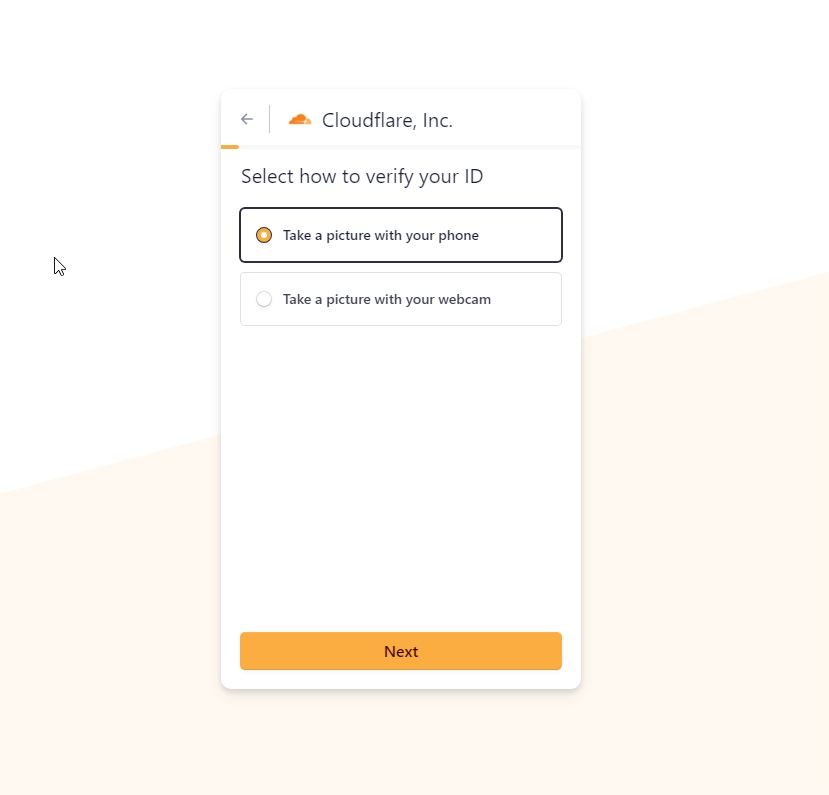 Cloudflare, Inc.
Select how to verify your ID
Take a picture with your phone
Take a picture with your webcam
Next